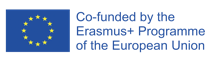 Co-funded by the
Erasmus+ Programme
of the European Union